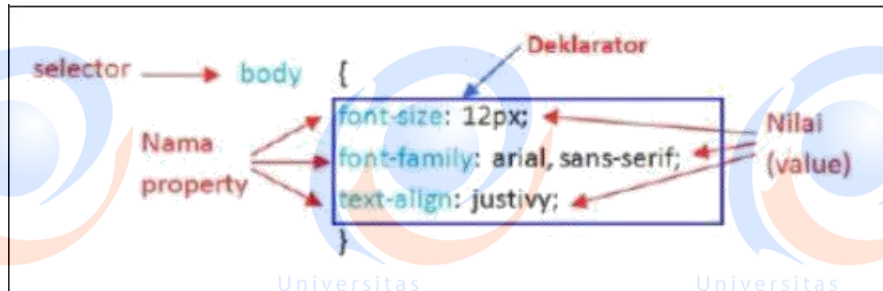 Deklarator
selector body {
font-size: 12px;
Nama property
font-family: arial, sans-serif;
Nilai (value)
text-align: justivy;
}
Universitas Universitas